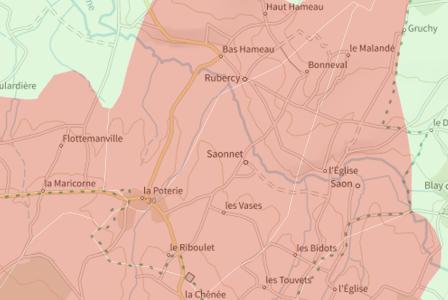 Haut Hameau
Gruchy
Bas Hameau
le Malandé
Bonneval
Rubercy
ulardière
le D
Flottemanville
Saonnet
l'Église
Saon
la Maricorne
la Poterie
Blay
30
les Vases
le Riboulet
les Bidots
les Touvets
l'Église
la Chênée